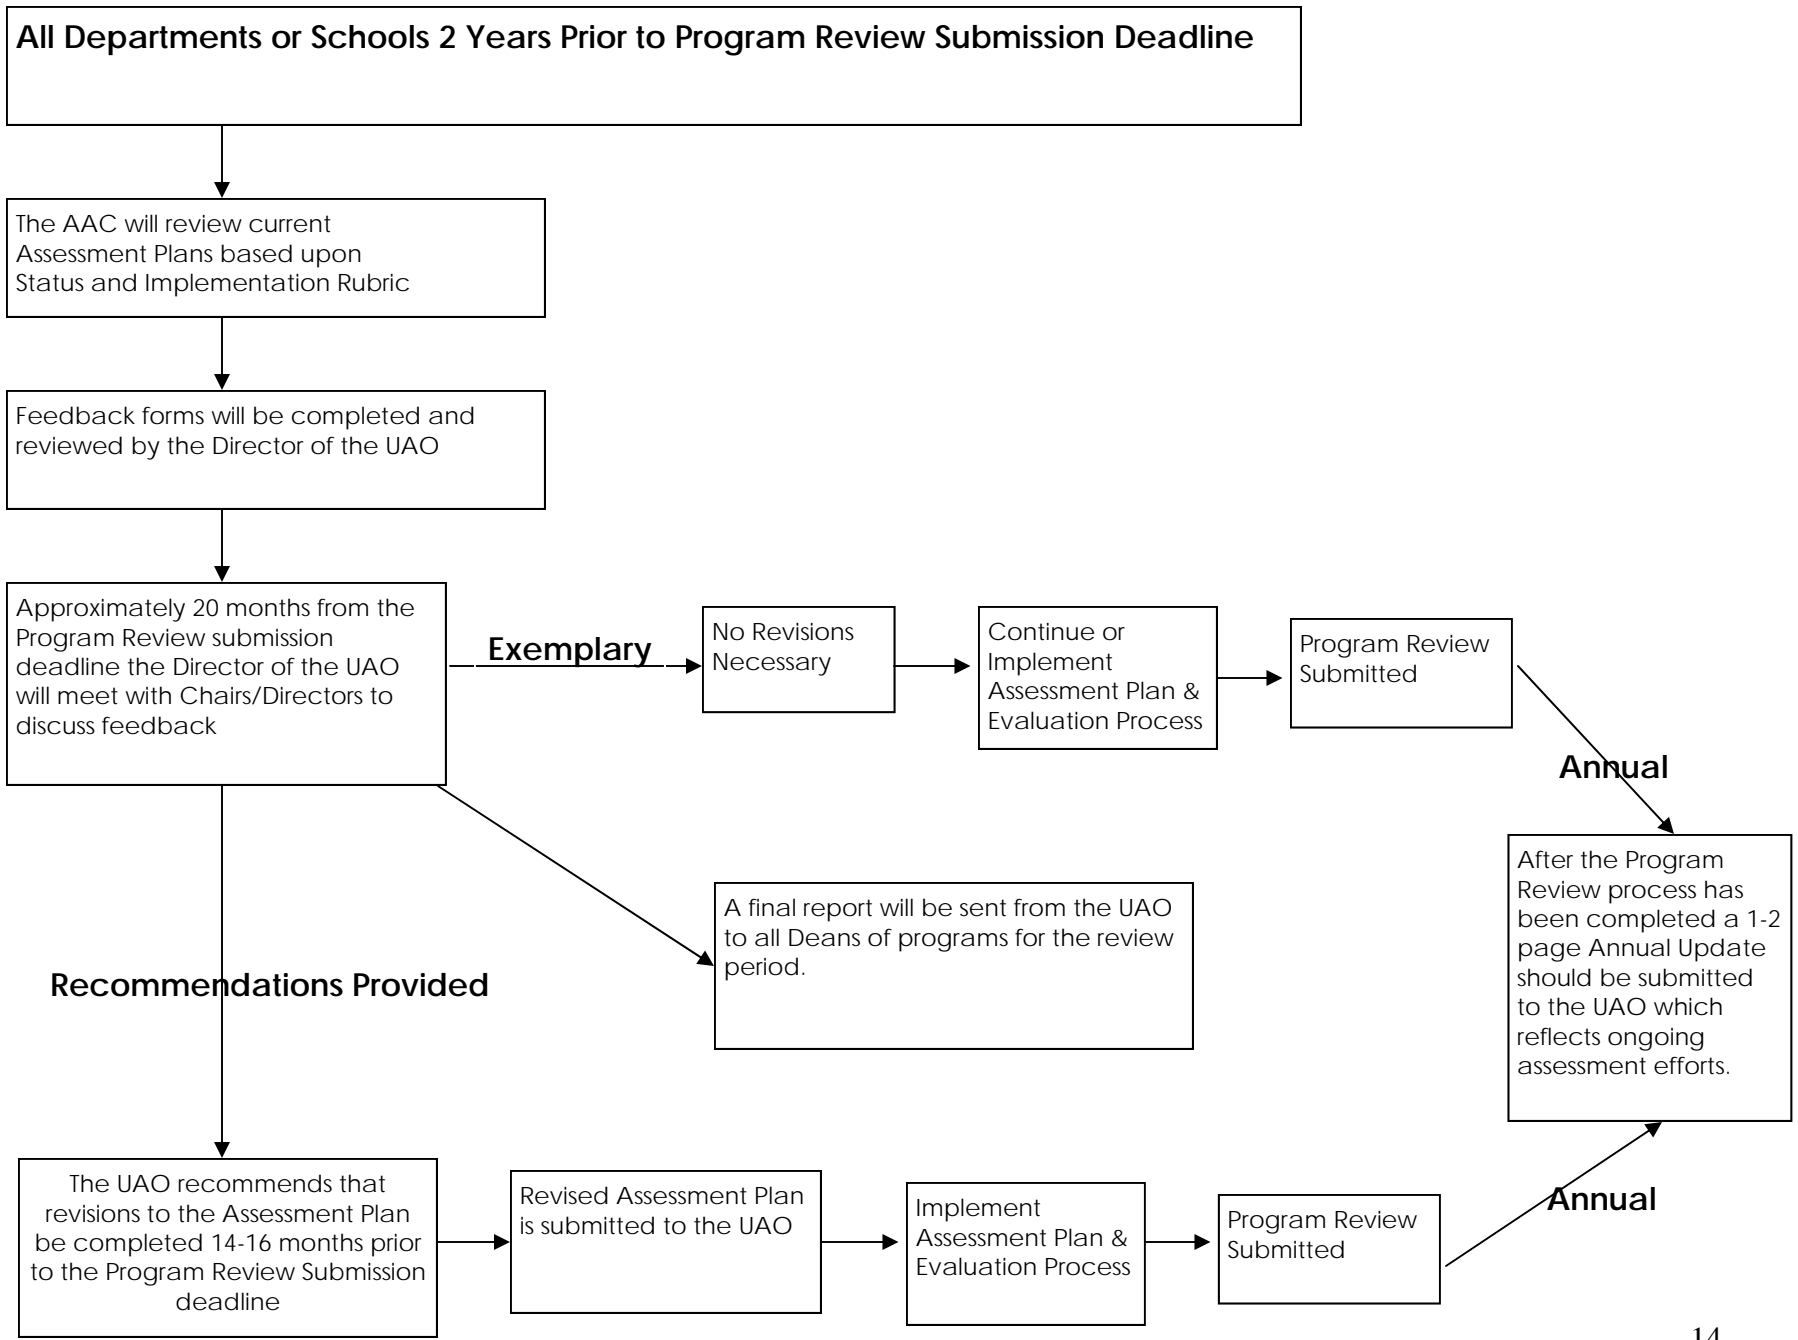 All Departments or Schools 2 Years Prior to Program Review Submission Deadline
The AAC will review current
Assessment Plans based upon
Status and Implementation Rubric
Feedback forms will be completed and
reviewed by the Director of the UAO
Approximately 20 months from the
Program Review submission
deadline the Director of the UAO
will meet with Chairs/Directors to
discuss feedback
Exemplary
No Revisions
Necessary
Continue or
Implement
Assessment Plan &
Evaluation Process
Program Review
Submitted
Annual
After the Program
Review process has
been completed a 1-2
page Annual Update
should be submitted
to the UAO which
reflects ongoing
assessment efforts.
A final report will be sent from the UAO
to all Deans of programs for the review
period.
Recommendations Provided
The UAO recommends that
revisions to the Assessment Plan
be completed 14-16 months prior
to the Program Review Submission
deadline
Revised Assessment Plan
is submitted to the UAO
Implement
Assessment Plan &
Evaluation Process
Program Review
Submitted
Annual
14